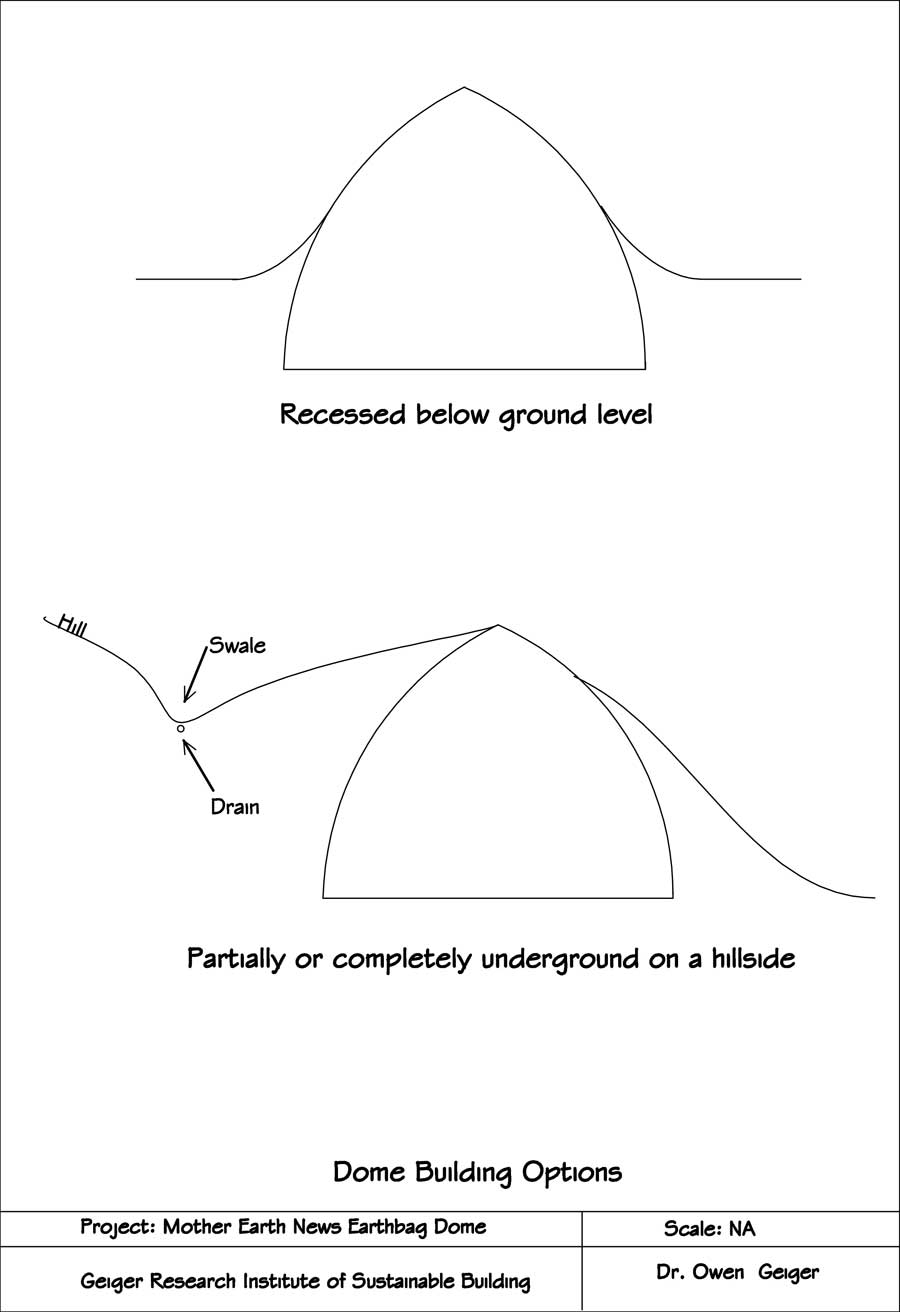 Recessed below ground level
Hill
Swale
Drain
Partially or completely underground on a hillside
Dome Building Options
Project: Mother Earth News Earthbag Dome
Scale: NA
Geiger Research Institute of Sustainable Building
Dr. Owen Geiger